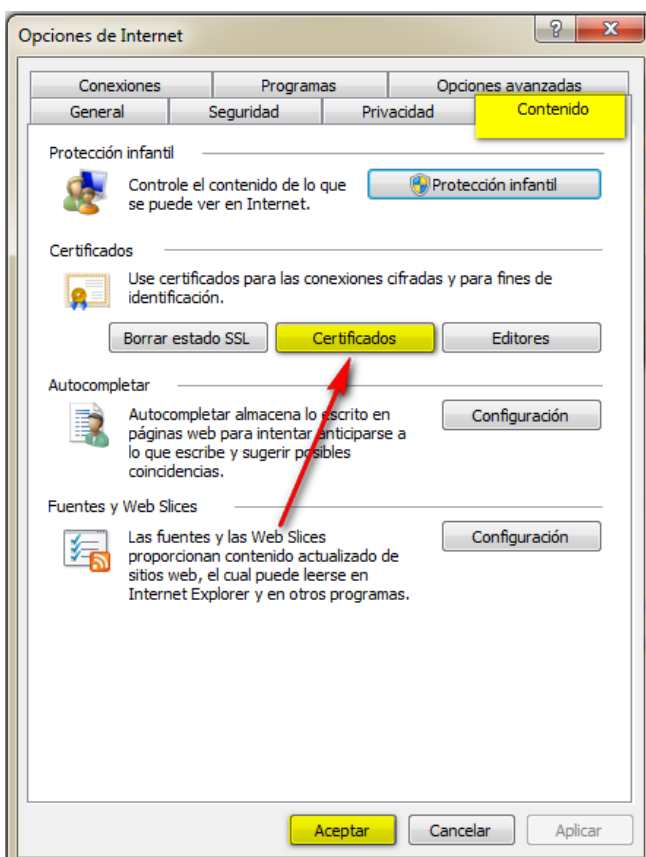 Opciones de Internet
Conexiones Programas Opciones avanzadas
General Seguridad Privacidad Contenido
Protección infantil
Controle el contenido de lo que
se puede ver en Internet.
Protección infantil
Certificados
Use certificados para las conexiones cifradas y para fines de
identificación.
Borrar estado SSL Certificados Editores
Autocompletar
Autocompletar almacena lo escrito en
páginas web para intentar anticiparse a
lo que escribe y sugerir posibles
coincidencias.
Configuración
Fuentes y Web Slices
Las fuentes y las Web Slices
proporcionan contenido actualizado de
sitios web, el cual puede leerse en
Internet Explorer y en otros programas.
Configuración
Aceptar Cancelar Aplicar